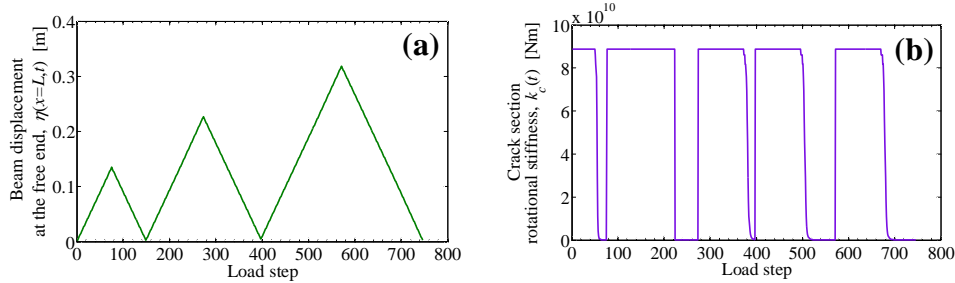 (a)
Beam displacement
at the free end, η(x=L,t) [m]
0.4
0.3
0.2
0.1
0
0 100 200 300 400 500 600 700 800
Load step
(b)
Crack section
rotational stiffness, k_c(t) [Nm]
10 x 10^10
8
6
4
2
0
0 100 200 300 400 500 600 700 800
Load step